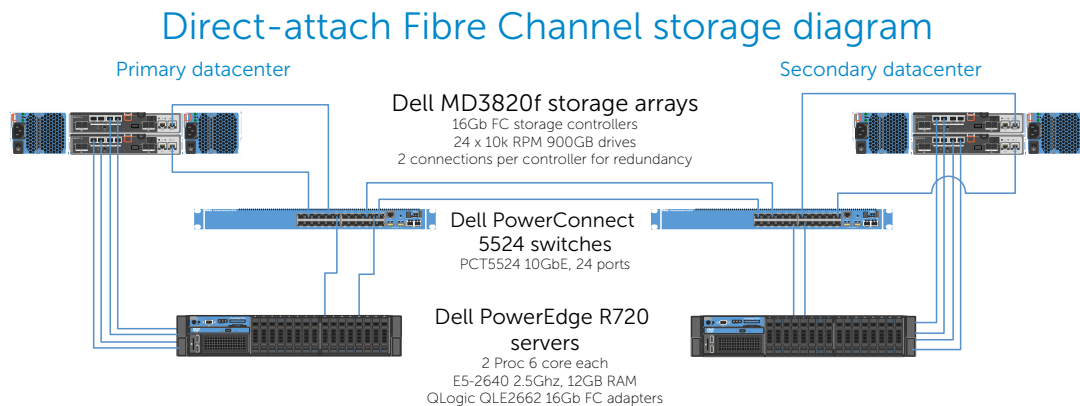 Direct-attach Fibre Channel storage diagram
Primary datacenter
Secondary datacenter
Dell MD3820f storage arrays
16Gb FC storage controllers
24 x 10k RPM 900GB drives
2 connections per controller for redundancy
Dell PowerConnect
5524 switches
PCT5524 10GbE, 24 ports
Dell PowerEdge R720
servers
2 Proc 6 core each
E5-2640 2.5Ghz, 12GB RAM
QLogic QLE2662 16Gb FC adapters